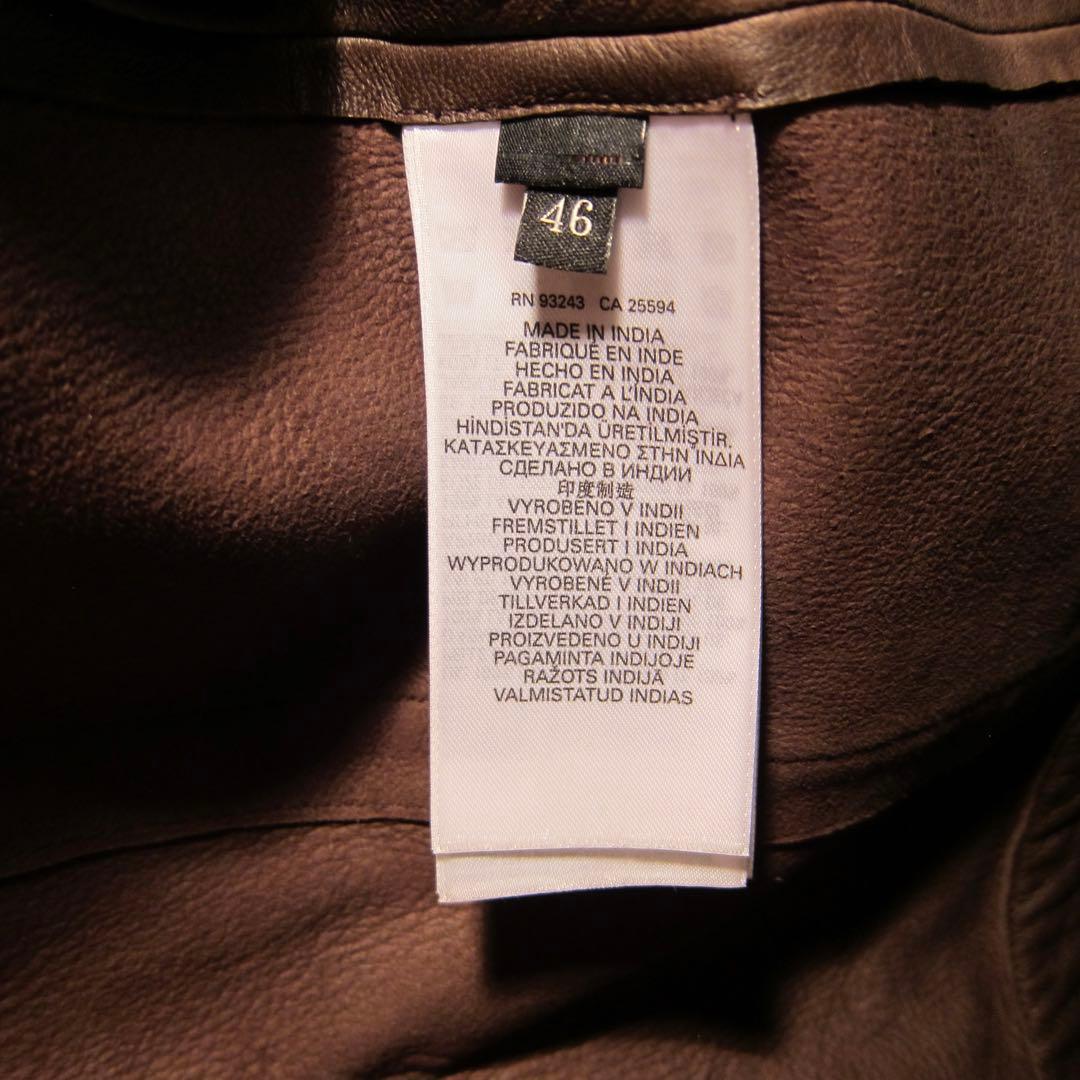 46
RN 93243 CA 25594
MADE IN INDIA
FABRIQUÉ EN INDE
HECHO EN INDIA
FABRICAT A L'ÍNDIA
PRODUZIDO NA INDIA
HİNDİSTAN'DA ÜRETİLMİŞTİR.
ΚΑΤΑΣΚΕΥΑΣΜΕΝΟ ΣΤΗΝ ΙΝΔΙΑ
СДЕЛАНО В ИНДИИ
印度制造
VYROBENO V INDII
FREMSTILLET I INDIEN
PRODUSERT I INDIA
WYPRODUKOWANO W INDIACH
VYROBENÉ V INDII
TILLVERKAD I INDIEN
IZDELANO V INDIJI
PROIZVEDENO U INDIJI
PAGAMINTA INDIJOJE
RAŽOTS INDIJĀ
VALMISTATUD INDIAS